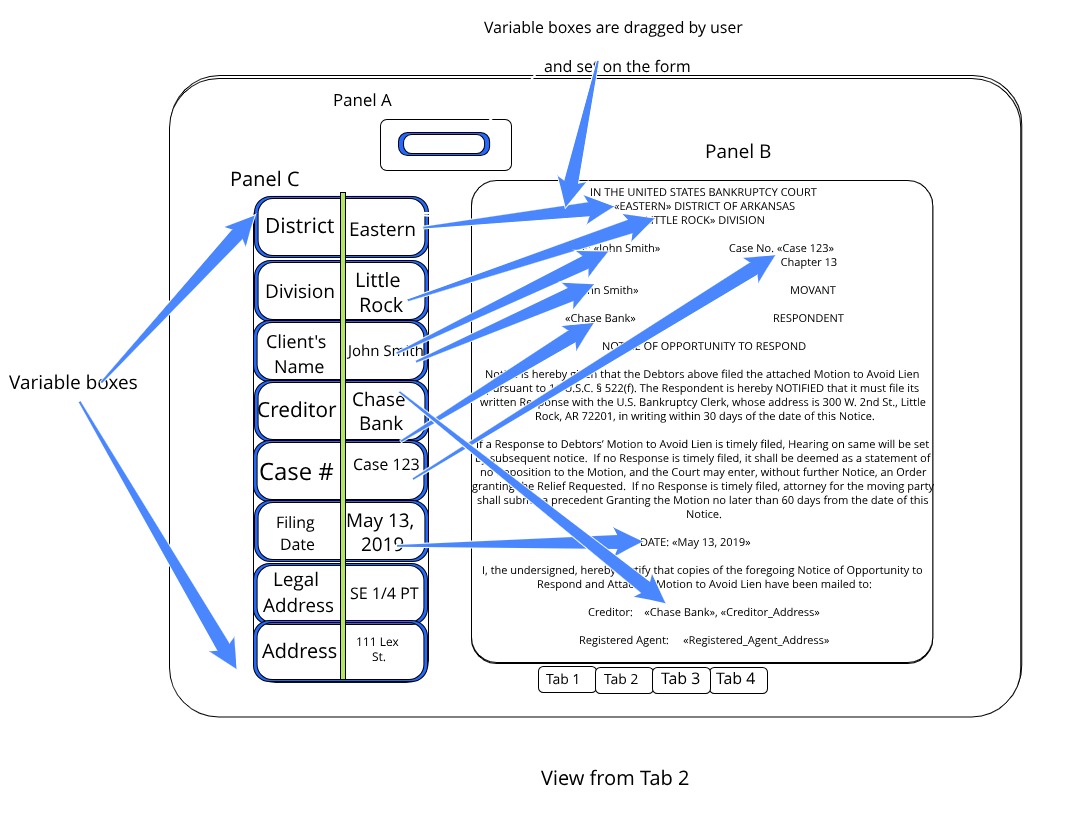 Variable boxes are dragged by user
and set on the form
Panel A
Panel B
Panel C
Variable boxes
District Eastern
Division Little Rock
Client's Name John Smith
Creditor Chase Bank
Case # Case 123
Filing Date May 13, 2019
Legal Address SE 1/4 PT
Address 111 Lex St.
IN THE UNITED STATES BANKRUPTCY COURT
«EASTERN» DISTRICT OF ARKANSAS
ROCK» DIVISION
«John Smith» Case No. «Case 123»
Chapter 13
Smith» MOVANT
«Chase Bank» RESPONDENT
OF OPPORTUNITY TO RESPOND
is hereby given that the Debtors above filed the attached Motion to Avoid Lien
pursuant to U.S.C. § 522(f). The Respondent is hereby NOTIFIED that it must file its
written Response with the U.S. Bankruptcy Clerk, whose address is 300 W. 2nd St., Little
Rock, AR 72201, in writing within 30 days of the date of this Notice.
If a Response to Debtors' Motion to Avoid Lien is timely filed, Hearing on same will be set
by subsequent notice. If no Response is timely filed, it shall be deemed as a statement of
no opposition to the Motion, and the Court may enter, without further Notice, an Order
granting the Relief Requested. If no Response is timely filed, attorney for the moving party
shall submit a precedent Granting the Motion no later than 60 days from the date of this
Notice.
DATE: «May 13, 2019»
I, the undersigned, hereby certify that copies of the foregoing Notice of Opportunity to
Respond and Motion to Avoid Lien have been mailed to:
Creditor: «Chase Bank», «Creditor_Address»
Registered Agent: «Registered_Agent_Address»
Tab 1 Tab 2 Tab 3 Tab 4
View from Tab 2